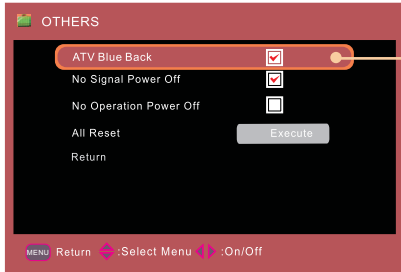 OTHERS
ATV Blue Back
No Signal Power Off
No Operation Power Off
All Reset Execute
Return
MENU Return :Select Menu :On/Off